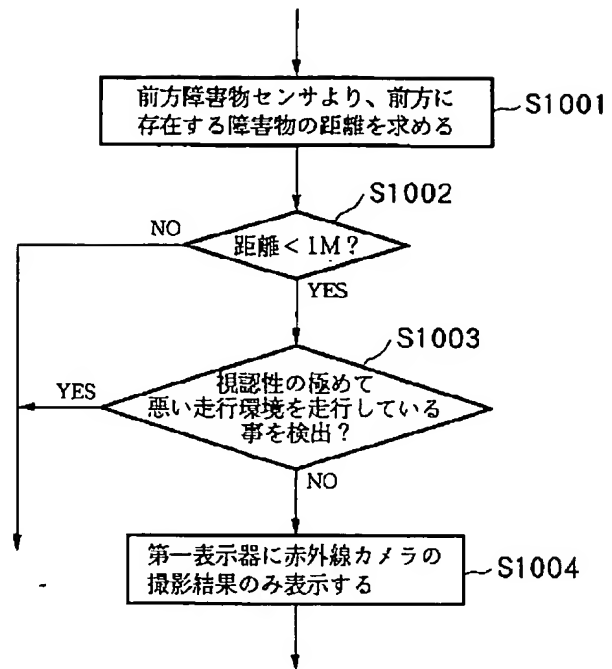 前方障害物センサより、前方に
存在する障害物の距離を求める
S1001
S1002
NO
距離＜1M？
YES
S1003
YES
視認性の極めて
悪い走行環境を走行している
事を検出？
NO
第一表示器に赤外線カメラの
撮影結果のみ表示する
S1004